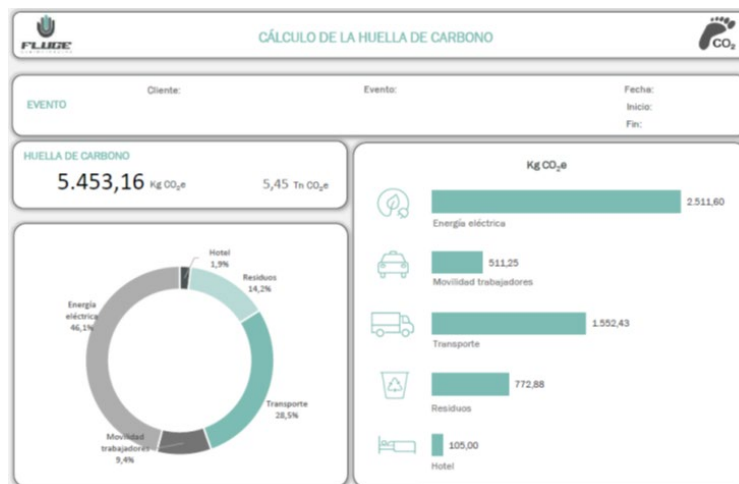 FLUGE
CÁLCULO DE LA HUELLA DE CARBONO
CO₂
EVENTO
Cliente:
Evento:
Fecha:
Inicio:
Fin:
HUELLA DE CARBONO
5.453,16 Kg CO₂e
5,45 Tn CO₂e
Hotel
1,9%
Residuos
14,2%
Energía
eléctrica
46,1%
Transporte
28,5%
Movilidad
trabajadores
9,4%
Kg CO₂e
2.511,60
Energía eléctrica
511,25
Movilidad trabajadores
1.552,43
Transporte
772,88
Residuos
105,00
Hotel